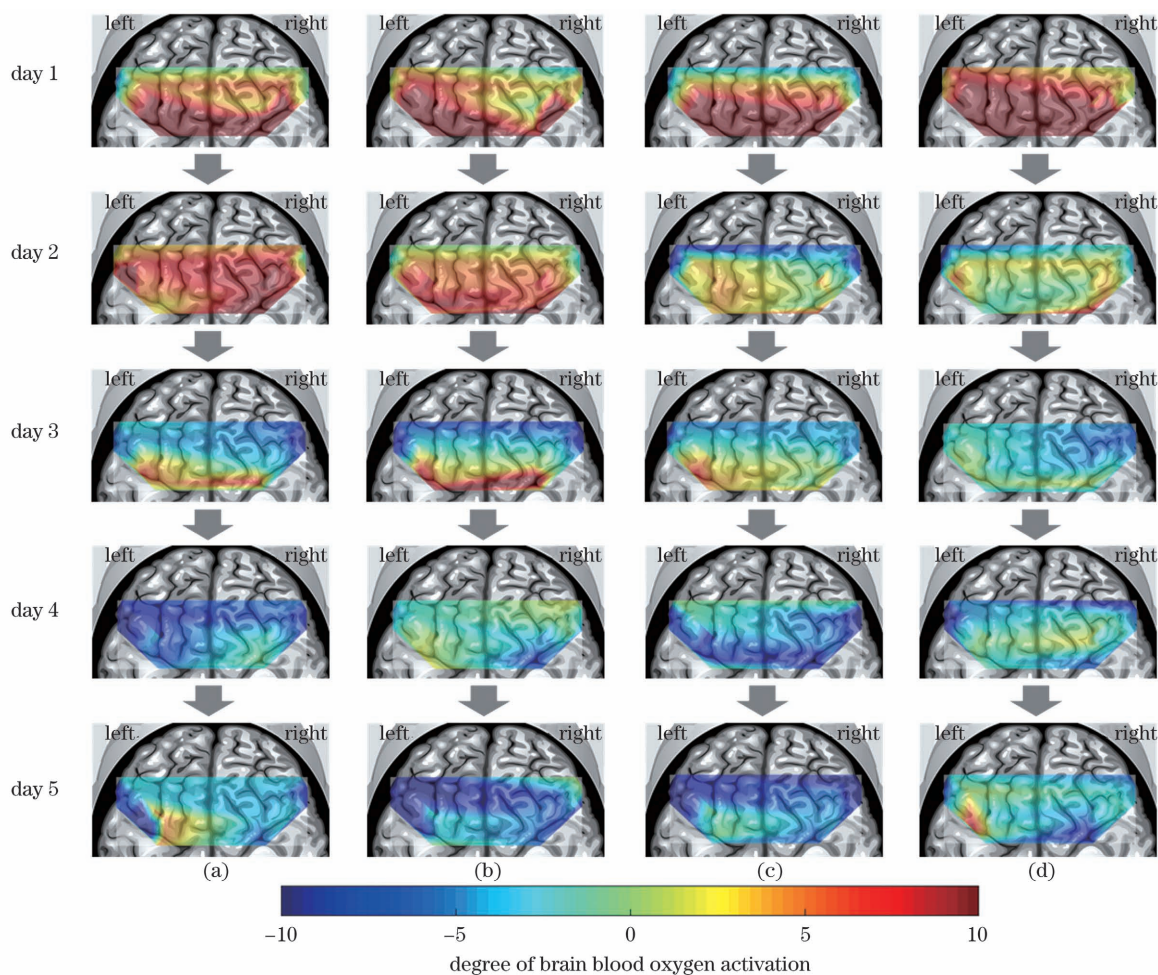 left right left right left right left right
day 1
left right left right left right left right
day 2
left right left right left right left right
day 3
left right left right left right left right
day 4
left right left right left right left right
day 5
(a) (b) (c) (d)
−10 −5 0 5 10
degree of brain blood oxygen activation